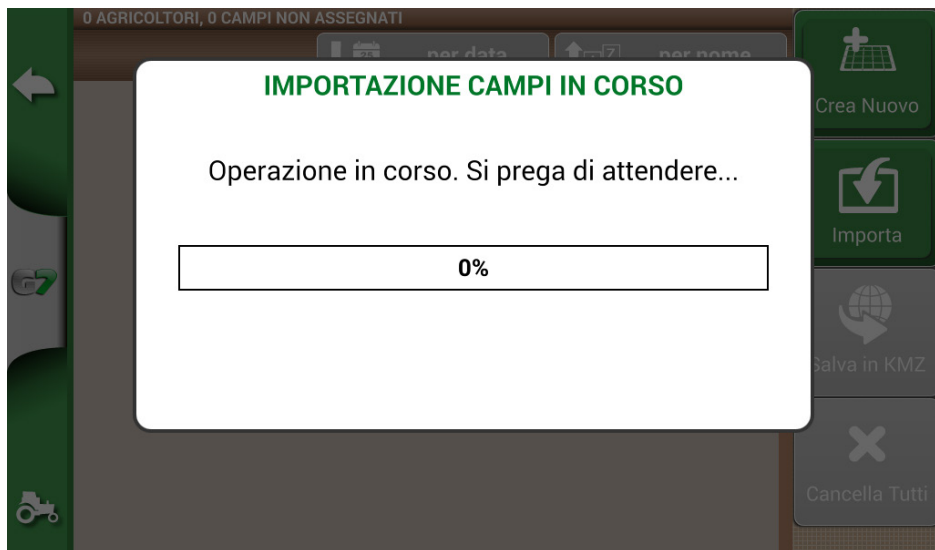 0 AGRICOLTORI, 0 CAMPI NON ASSEGNATI
per data
Z per nome
IMPORTAZIONE CAMPI IN CORSO
Operazione in corso. Si prega di attendere...
0%
Crea Nuovo
Importa
Salva in KMZ
Cancella Tutti
G7